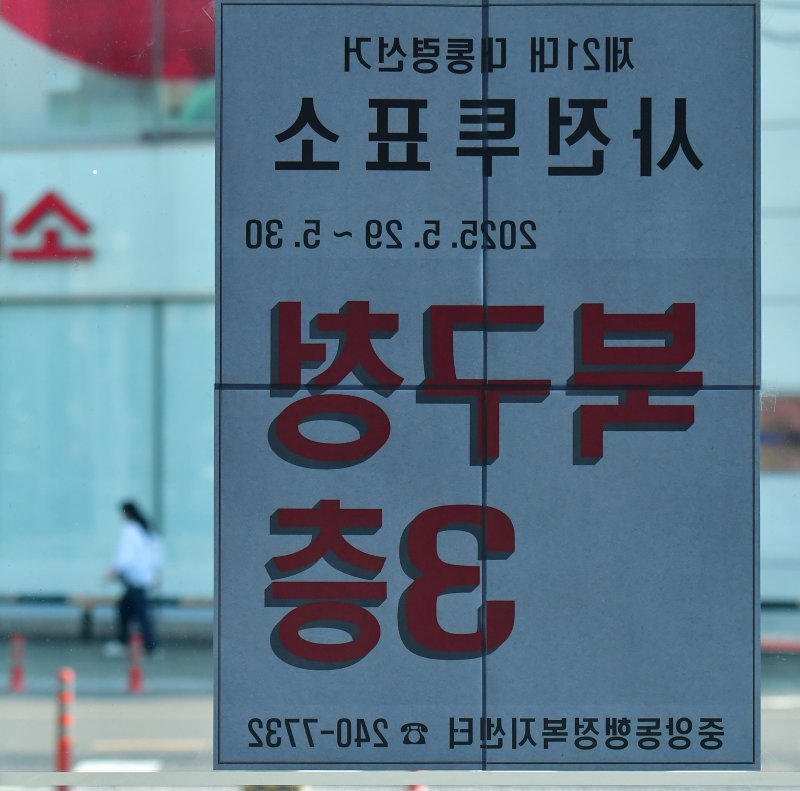 제21대 대통령선거
사전투표소
2025. 5. 29 ~ 5. 30
북구청
3층
중앙동행정복지센터 ☎ 240-7732
소